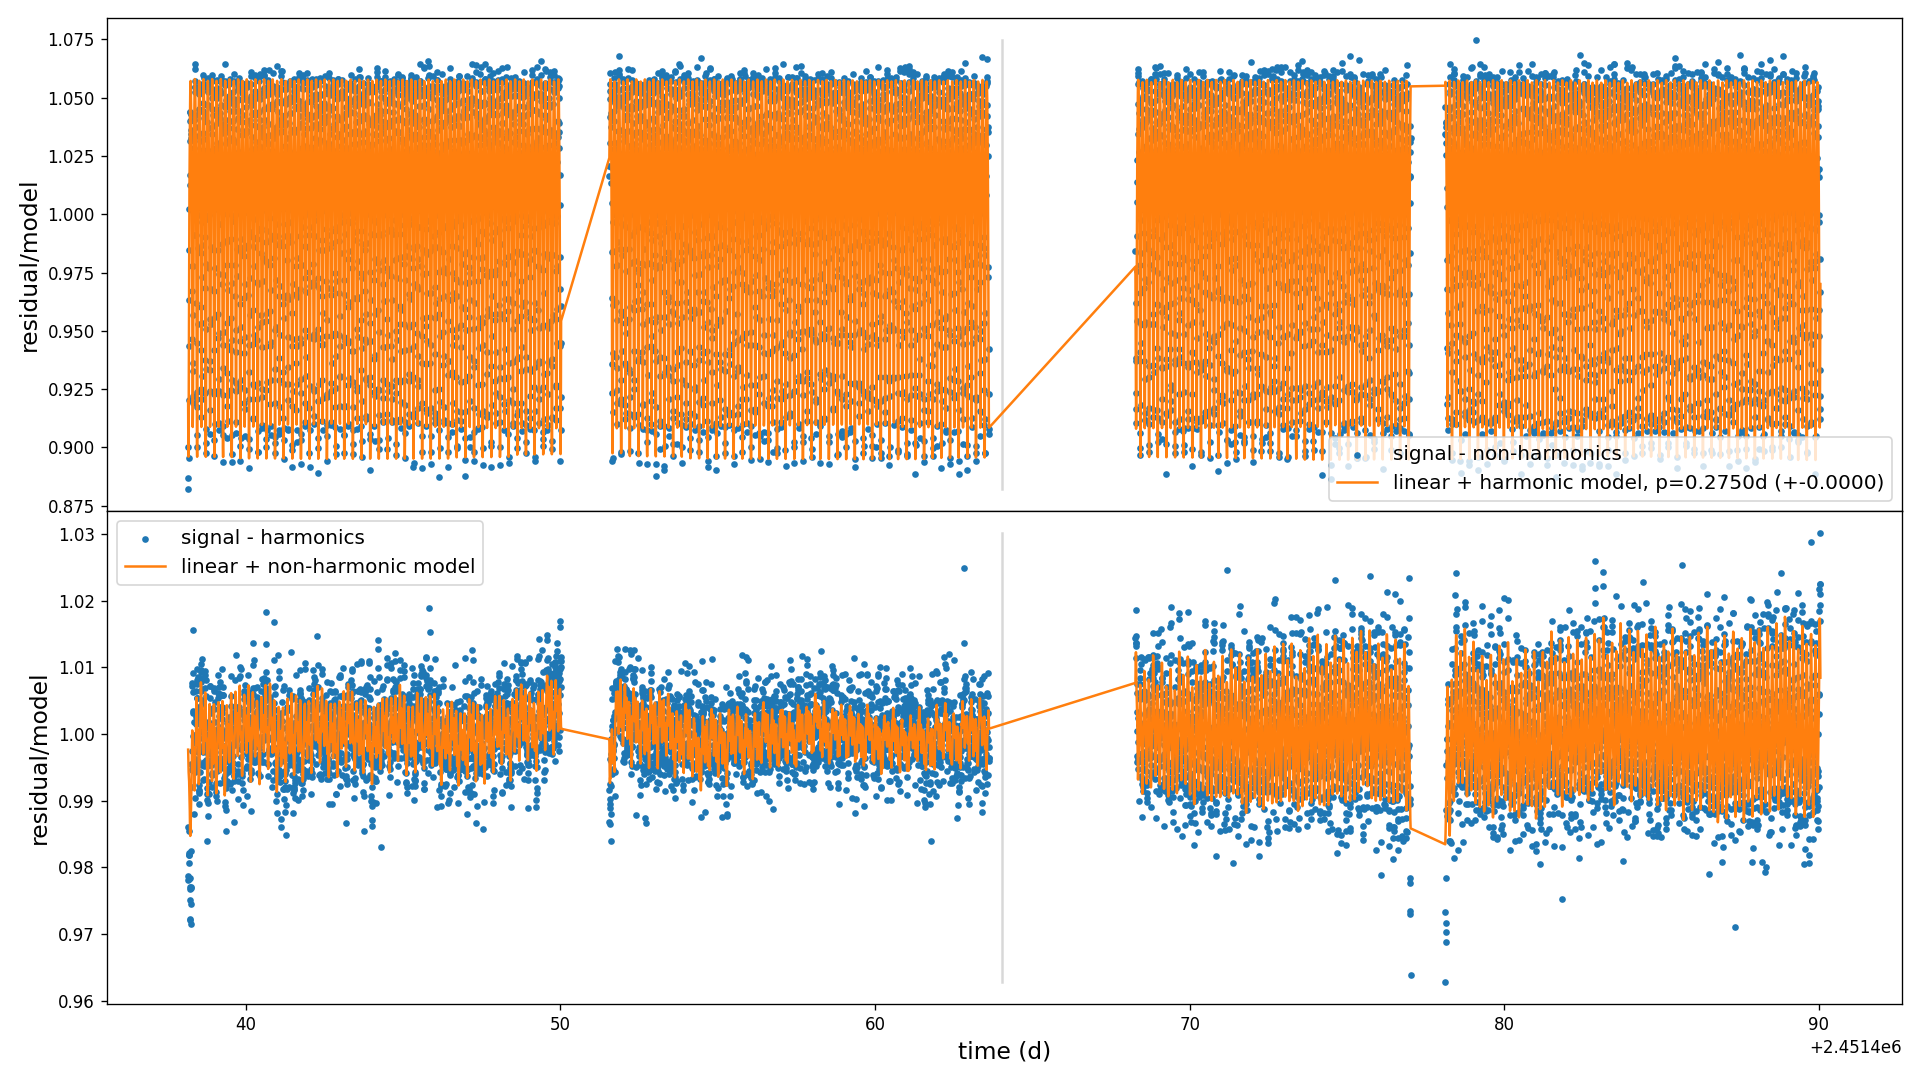 1.075
1.050
1.025
1.000
0.975
0.950
0.925
0.900
0.875
residual/model
signal - non-harmonics
linear + harmonic model, p=0.2750d (+-0.0000)
signal - harmonics
linear + non-harmonic model
1.03
1.02
1.01
1.00
0.99
0.98
0.97
0.96
residual/model
40
50
60
70
80
90
time (d)
+2.4514e6